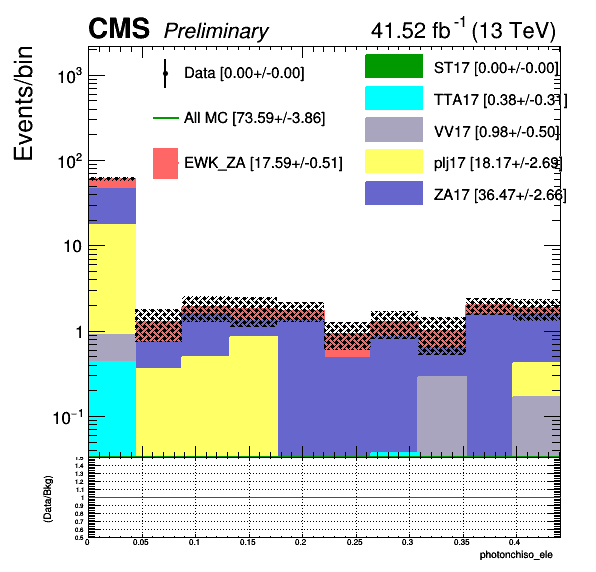 CMS Preliminary 41.52 fb⁻¹ (13 TeV)
Events/bin
10³
10²
10
1
10⁻¹
Data [0.00+/-0.00]
All MC [73.59+/-3.86]
EWK_ZA [17.59+/-0.51]
ST17 [0.00+/-0.00]
TTA17 [0.38+/-0.31]
VV17 [0.98+/-0.50]
plj17 [18.17+/-2.69]
ZA17 [36.47+/-2.66]
(Data/Bkg)
1.5
1.4
1.3
1.2
1.1
1
0.9
0.8
0.7
0.6
0.5
0 0.05 0.1 0.15 0.2 0.25 0.3 0.35 0.4
photonchiso_ele